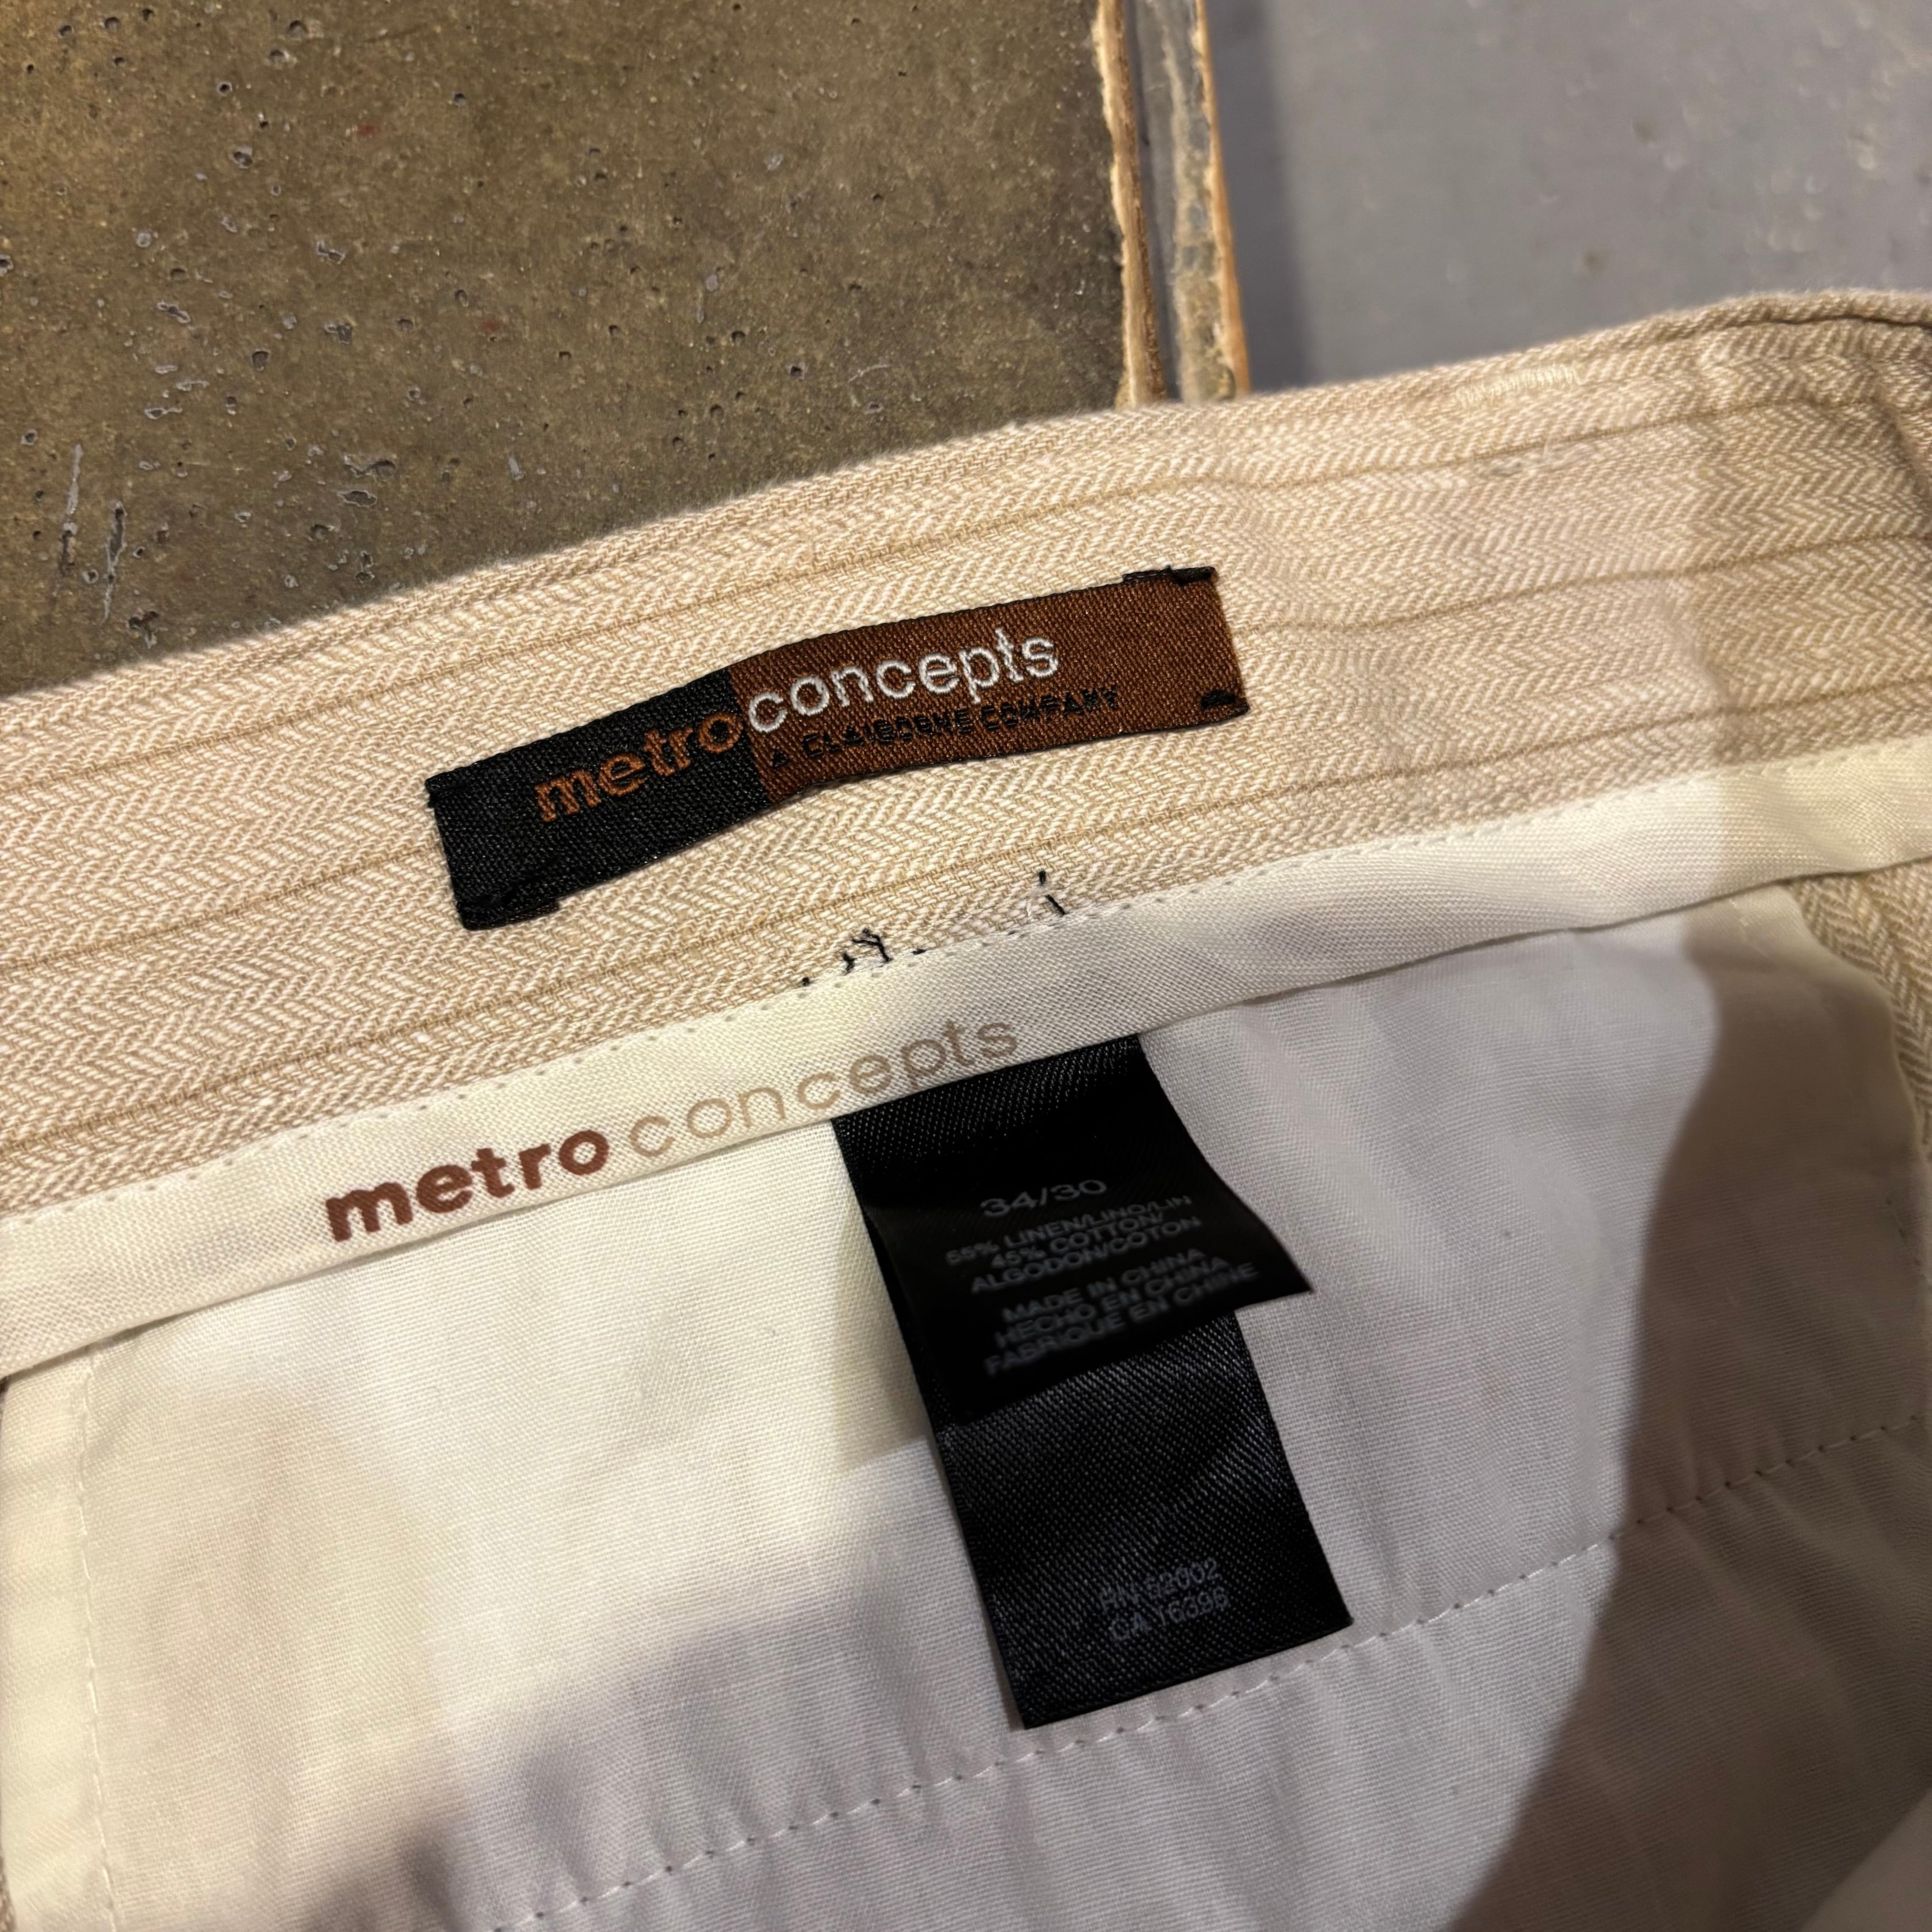 metroconcepts
A CLAIBORNE COMPANY
metroconcepts
34/30
55% LINEN/LINO/LIN
45% COTTON/
ALGODON/COTON
MADE IN CHINA
HECHO EN CHINA
FABRIQUE EN CHINE
RN 52002
CA 16396